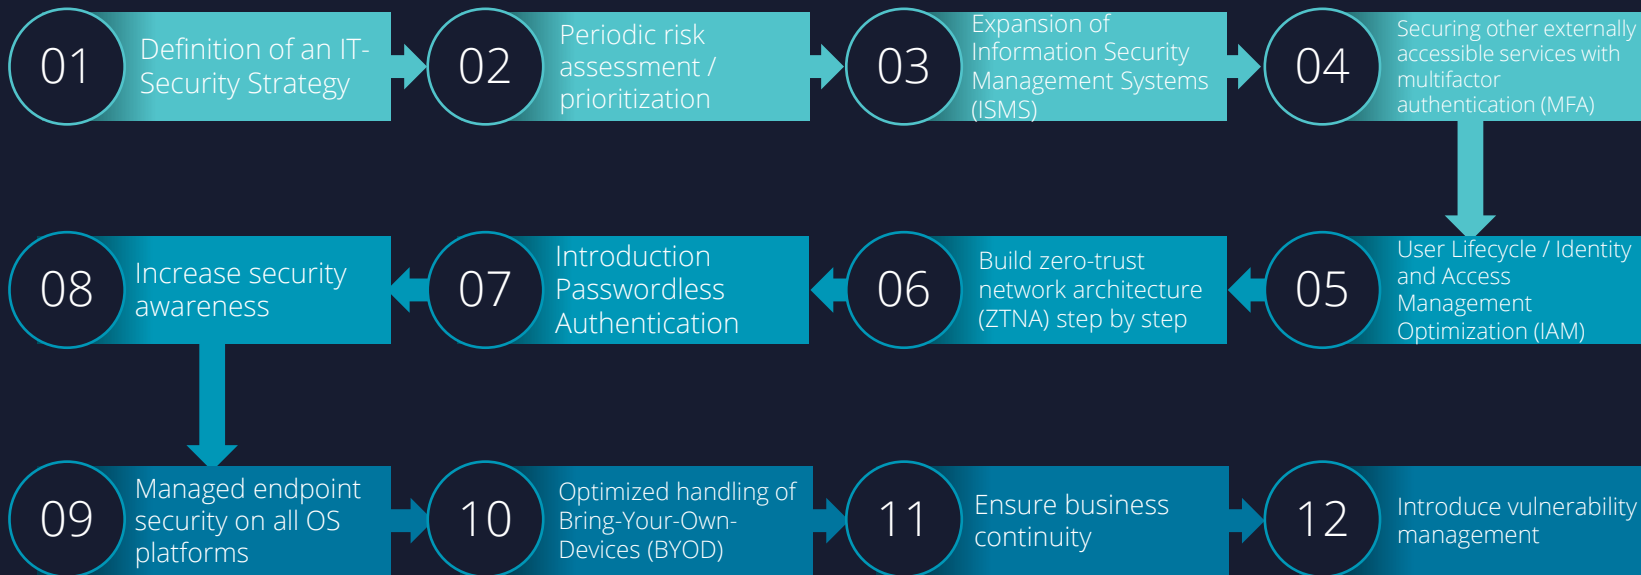 01
Definition of an IT-
Security Strategy
02
Periodic risk
assessment /
prioritization
03
Expansion of
Information Security
Management Systems
(ISMS)
04
Securing other externally
accessible services with
multifactor
authentication (MFA)
05
User Lifecycle / Identity
and Access
Management
Optimization (IAM)
06
Build zero-trust
network architecture
(ZTNA) step by step
07
Introduction
Passwordless
Authentication
08
Increase security
awareness
09
Managed endpoint
security on all OS
platforms
10
Optimized handling of
Bring-Your-Own-
Devices (BYOD)
11
Ensure business
continuity
12
Introduce vulnerability
management